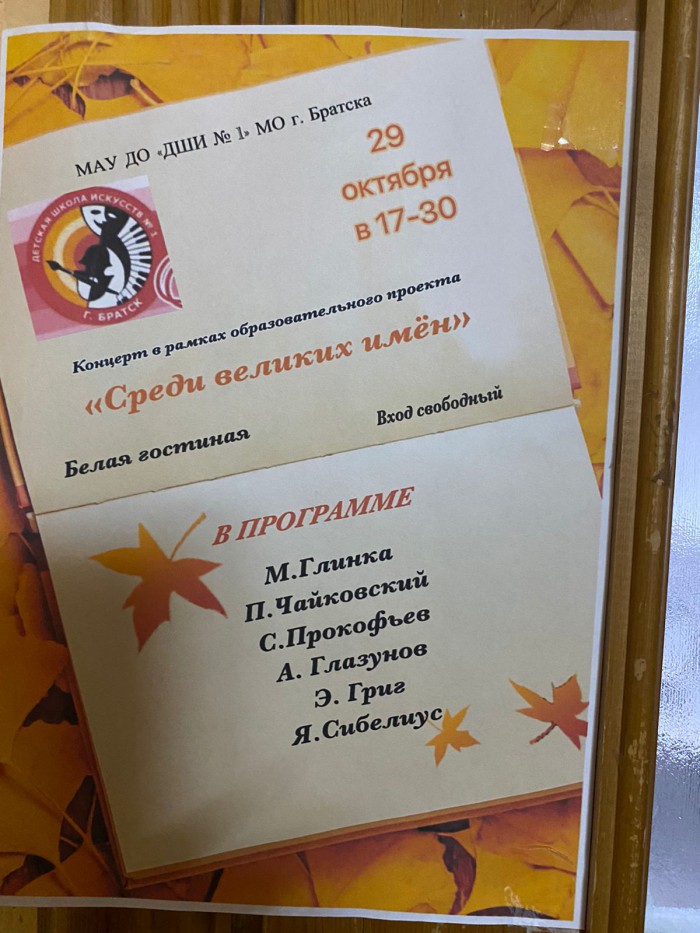 МАУ ДО «ДШИ № 1» МО г. Братска
29
октября
в 17-30
ДЕТСКАЯ ШКОЛА ИСКУССТВ № 1
Г. БРАТСК
Концерт в рамках образовательного проекта
«Среди великих имён»
Белая гостиная
Вход свободный
В ПРОГРАММЕ
М.Глинка
П.Чайковский
С.Прокофьев
А. Глазунов
Э. Григ
Я.Сибелиус